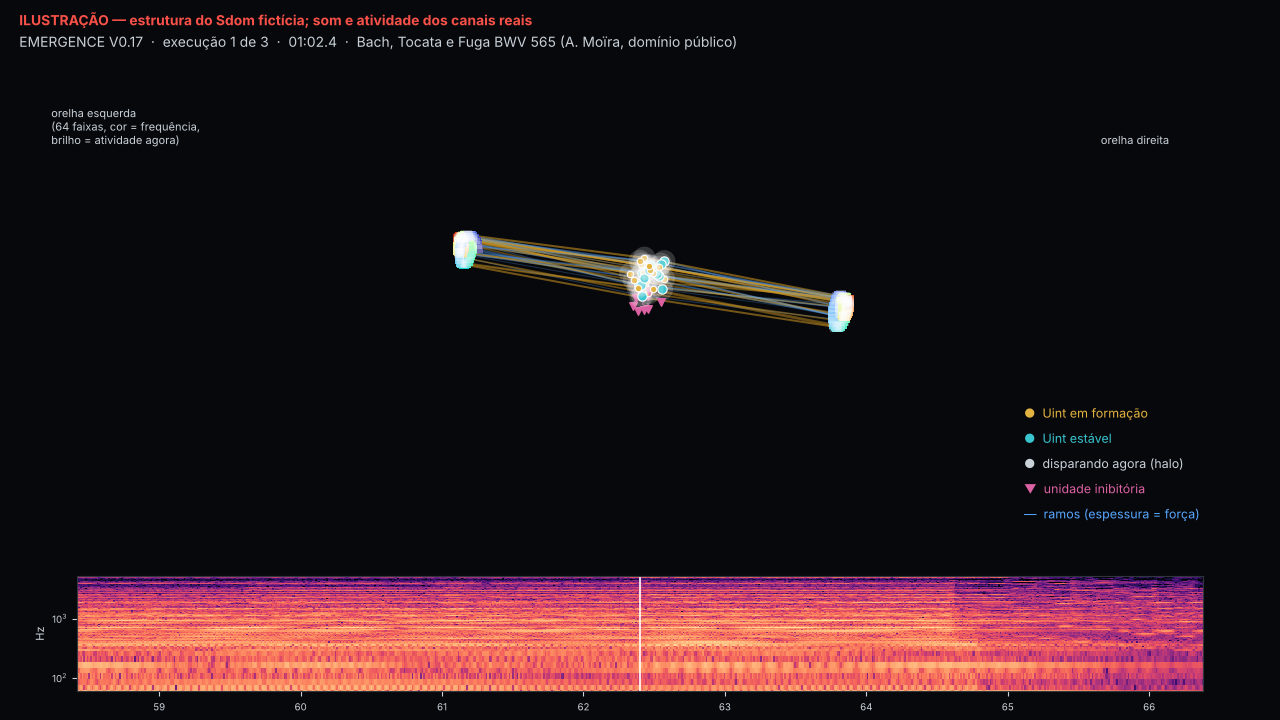 ILUSTRAÇÃO — estrutura do Sdom fictícia; som e atividade dos canais reais
EMERGENCE V0.17 · execução 1 de 3 · 01:02.4 · Bach, Tocata e Fuga BWV 565 (A. Moïra, domínio público)
orelha esquerda
(64 faixas, cor = frequência,
brilho = atividade agora)
orelha direita
Uint em formação
Uint estável
disparando agora (halo)
unidade inibitória
ramos (espessura = força)
Hz
10³
10²
59 60 61 62 63 64 65 66